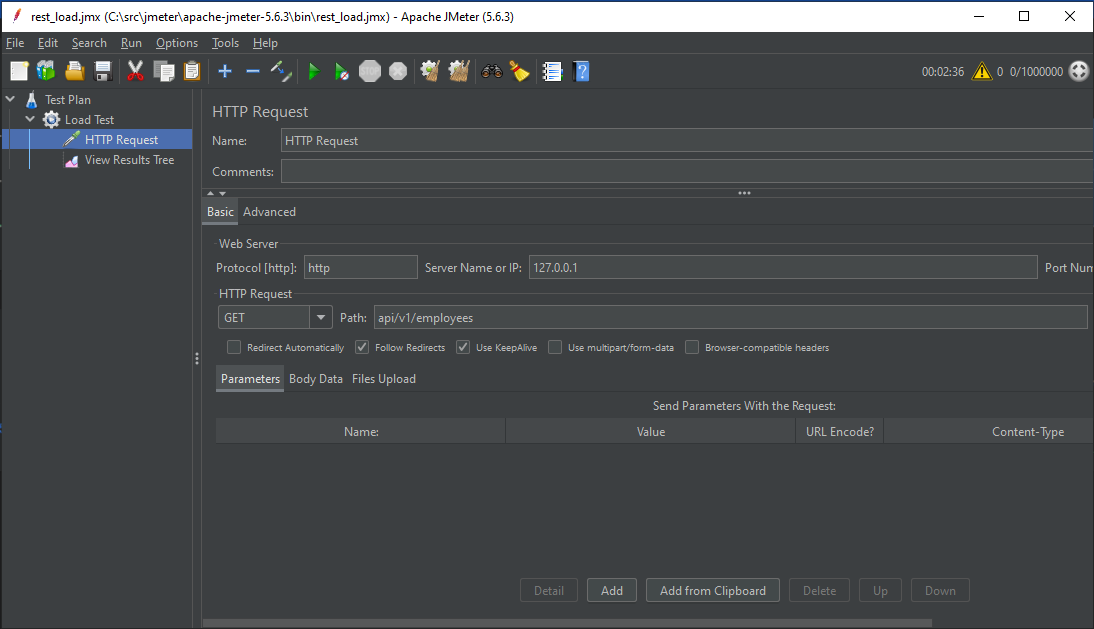 rest_load.jmx (C:\src\jmeter\apache-jmeter-5.6.3\bin\rest_load.jmx) - Apache JMeter (5.6.3)
File Edit Search Run Options Tools Help
STOP ? 00:02:36 0 0/1000000
Test Plan
Load Test
HTTP Request
View Results Tree
HTTP Request
Name: HTTP Request
Comments:
Basic Advanced
Web Server
Protocol [http]: http Server Name or IP: 127.0.0.1 Port Num
HTTP Request
GET Path: api/v1/employees
Redirect Automatically Follow Redirects Use KeepAlive Use multipart/form-data Browser-compatible headers
Parameters Body Data Files Upload
Send Parameters With the Request:
Name: Value URL Encode? Content-Type
Detail Add Add from Clipboard Delete Up Down